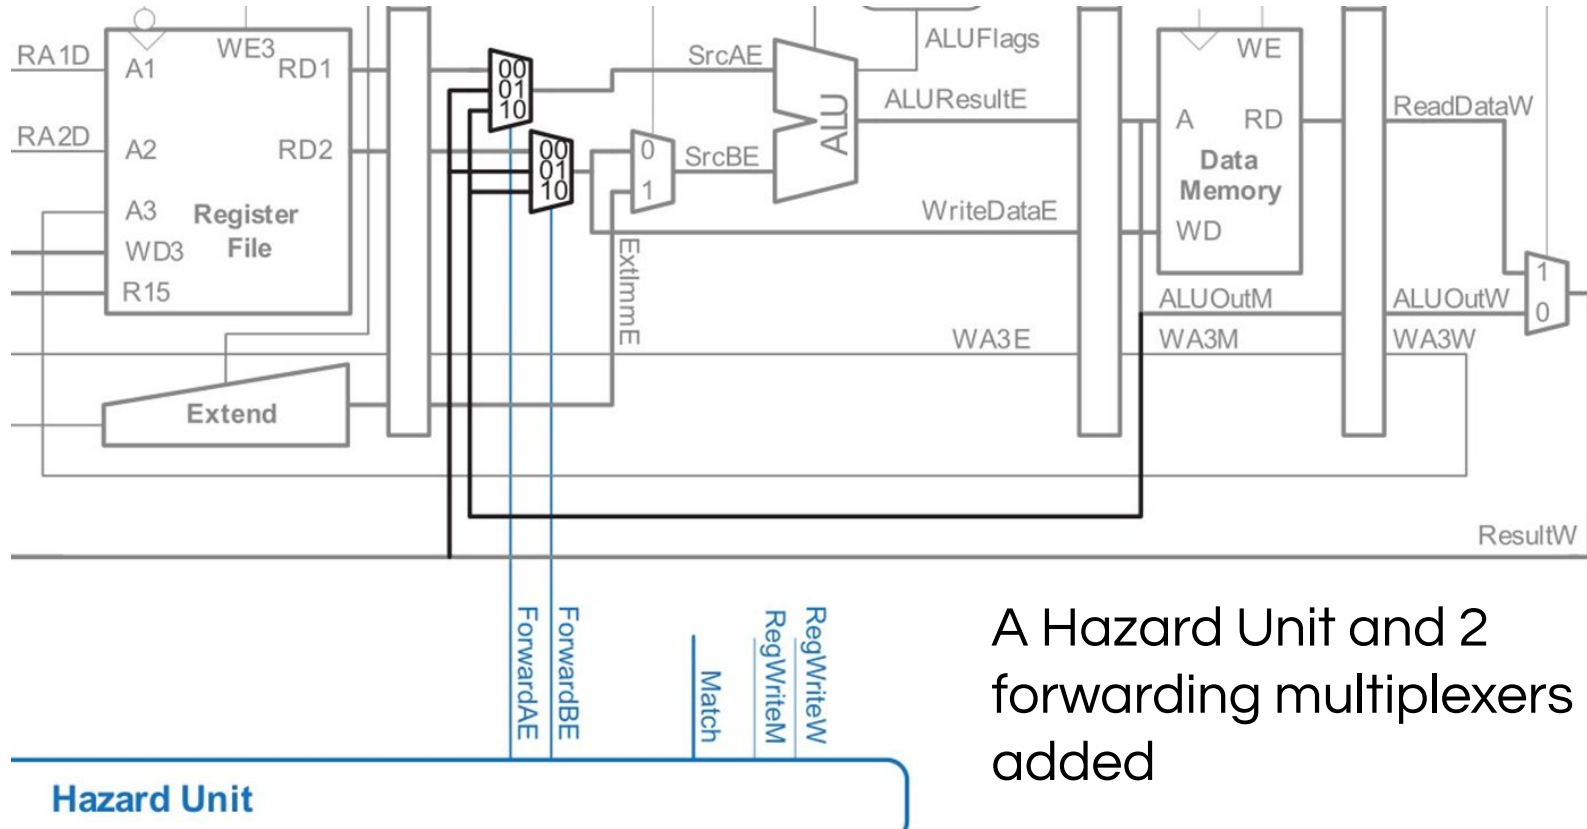 RA1D
A1
WE3
RD1
RA2D
A2
RD2
A3
WD3
R15
Register
File
Extend
00
01
10
00
01
10
0
1
ExtImmE
SrcAE
SrcBE
ALU
ALUFlags
ALUResultE
WriteDataE
WA3E
A
RD
WE
Data
Memory
WD
ALUOutM
WA3M
ReadDataW
ALUOutW
WA3W
1
0
ResultW
ForwardAE
ForwardBE
Match
RegWriteM
RegWriteW
Hazard Unit
A Hazard Unit and 2
forwarding multiplexers
added